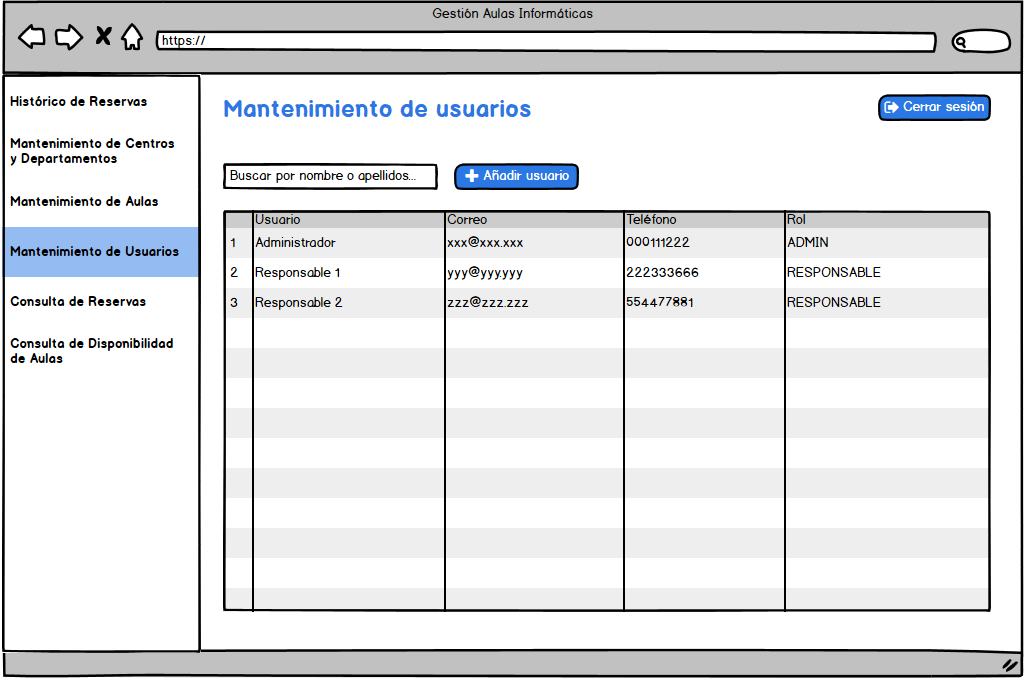 Gestión Aulas Informáticas
https://
Histórico de Reservas
Mantenimiento de Centros
y Departamentos
Mantenimiento de Aulas
Mantenimiento de Usuarios
Consulta de Reservas
Consulta de Disponibilidad
de Aulas
Mantenimiento de usuarios
Cerrar sesión
Buscar por nombre o apellidos...
Añadir usuario
Usuario Correo Teléfono Rol
1 Administrador xxx@xxx.xxx 000111222 ADMIN
2 Responsable 1 yyy@yyy.yyy 222333666 RESPONSABLE
3 Responsable 2 zzz@zzz.zzz 554477881 RESPONSABLE